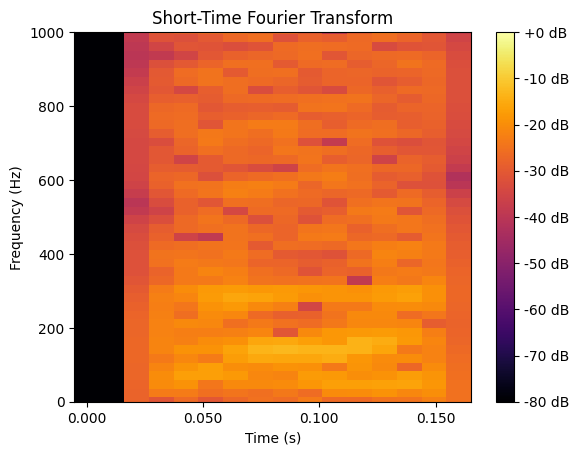 Short-Time Fourier Transform
1000
800
600
400
200
0
Frequency (Hz)
0.000
0.050
0.100
0.150
Time (s)
+0 dB
-10 dB
-20 dB
-30 dB
-40 dB
-50 dB
-60 dB
-70 dB
-80 dB